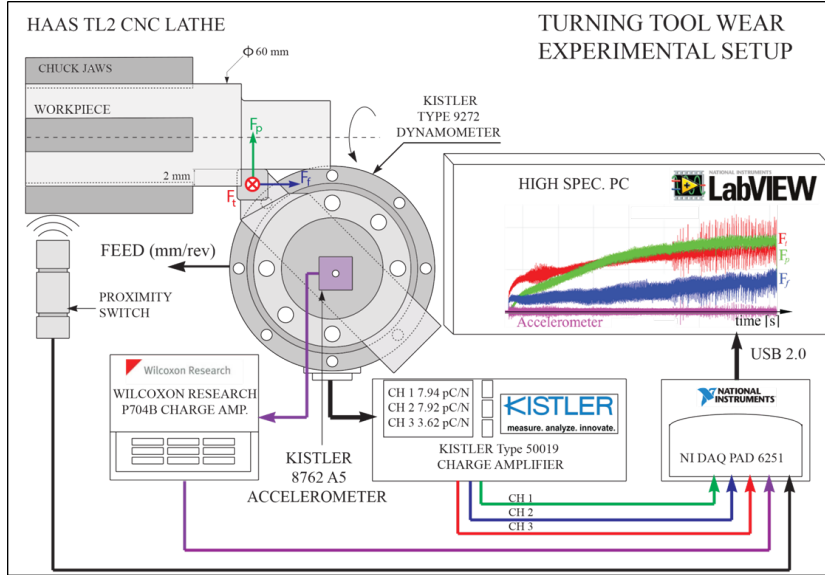 HAAS TL2 CNC LATHE
TURNING TOOL WEAR
EXPERIMENTAL SETUP
Φ 60 mm
CHUCK JAWS
WORKPIECE
KISTLER
TYPE 9272
DYNAMOMETER
Fp
2 mm
Ft
Ff
HIGH SPEC. PC
NATIONAL INSTRUMENTS
LabVIEW
Ft
Fp
Ff
Accelerometer
time [s]
FEED (mm/rev)
PROXIMITY
SWITCH
USB 2.0
Wilcoxon Research
WILCOXON RESEARCH
P704B CHARGE AMP.
CH 1 7.94 pC/N
CH 2 7.92 pC/N
CH 3 3.62 pC/N
KISTLER
measure. analyze. innovate.
KISTLER Type 50019
CHARGE AMPLIFIER
NATIONAL
INSTRUMENTS
NI DAQ PAD 6251
KISTLER
8762 A5
ACCELEROMETER
CH 1
CH 2
CH 3